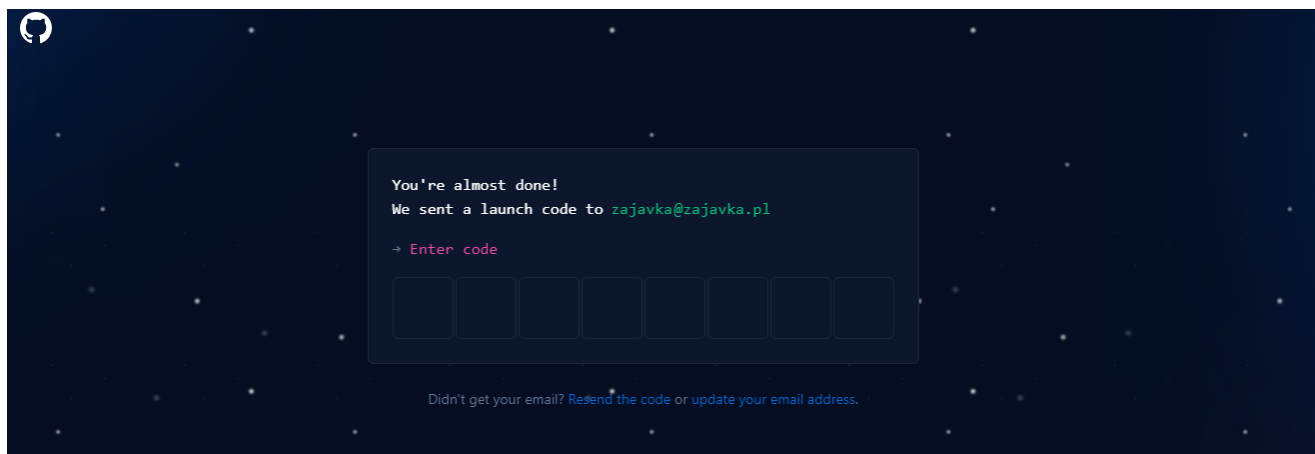 You're almost done!
We sent a launch code to zajavka@zajavka.pl
→ Enter code
Didn't get your email? Resend the code or update your email address.